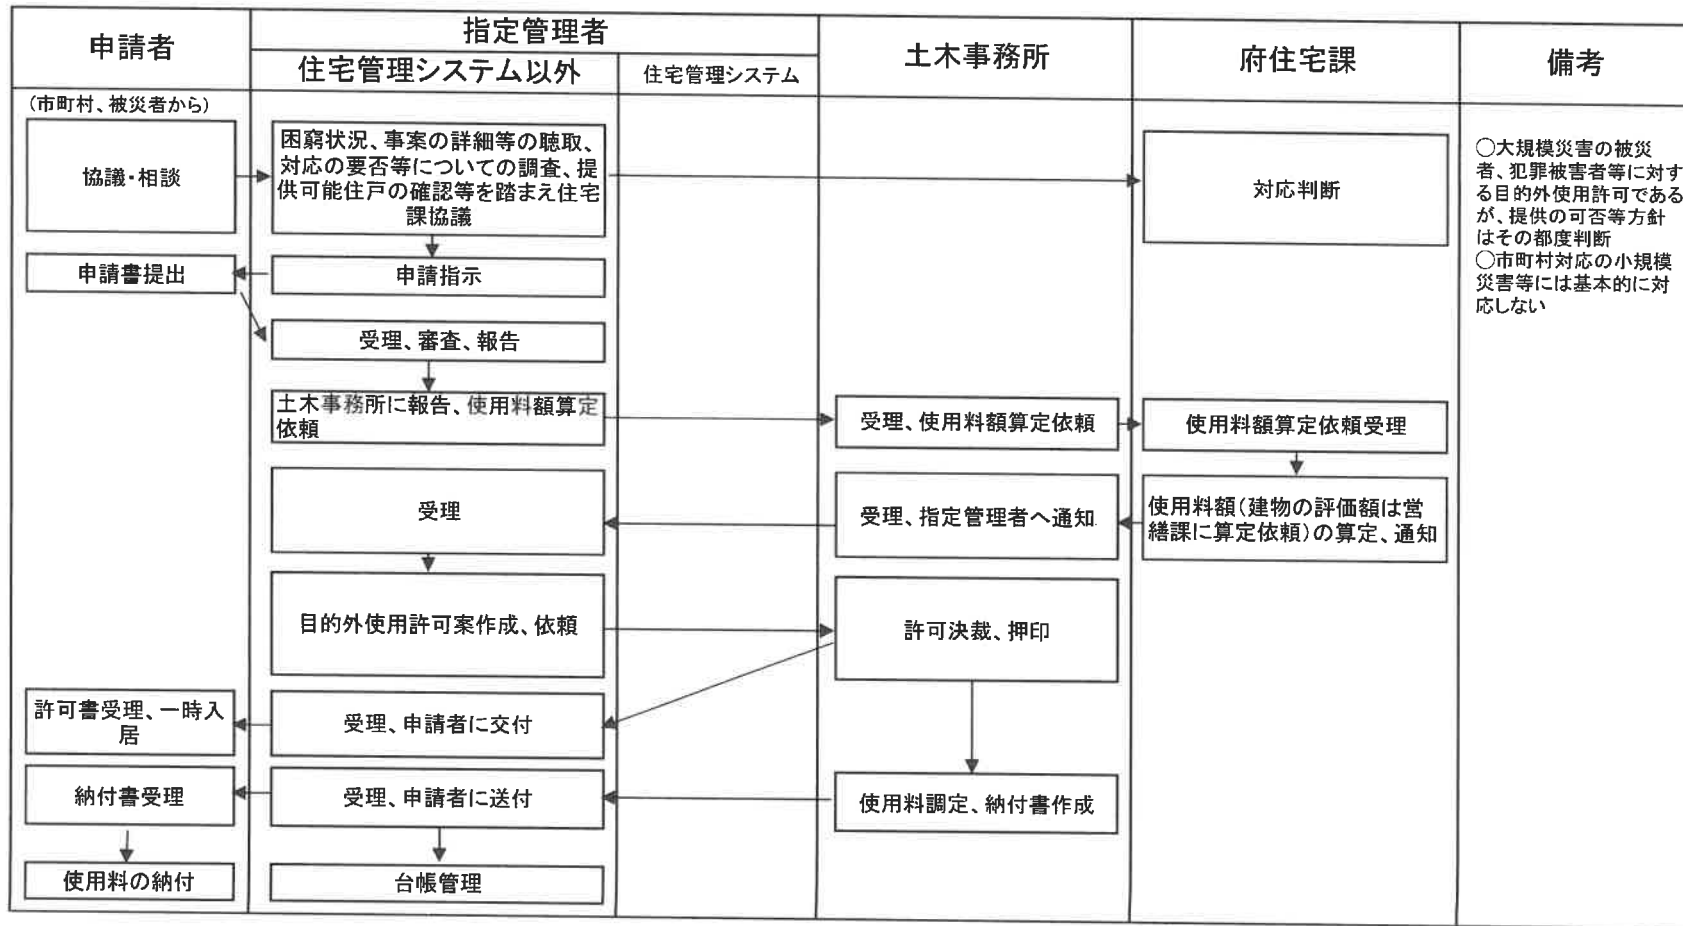 申請者
指定管理者
住宅管理システム以外
住宅管理システム
土木事務所
府住宅課
備考
(市町村、被災者から)
協議・相談
困窮状況、事案の詳細等の聴取、
対応の要否等についての調査、提
供可能住戸の確認等を踏まえ住宅
課協議
対応判断
○大規模災害の被災
者、犯罪被害者等に対す
る目的外使用許可である
が、提供の可否等方針
はその都度判断
○市町村対応の小規模
災害等には基本的に対
応しない
申請書提出
申請指示
受理、審査、報告
土木事務所に報告、使用料額算定
依頼
受理、使用料額算定依頼
使用料額算定依頼受理
受理
受理、指定管理者へ通知
使用料額(建物の評価額は営
繕課に算定依頼)の算定、通知
目的外使用許可案作成、依頼
許可決裁、押印
許可書受理、一時入
居
受理、申請者に交付
納付書受理
受理、申請者に送付
使用料調定、納付書作成
使用料の納付
台帳管理